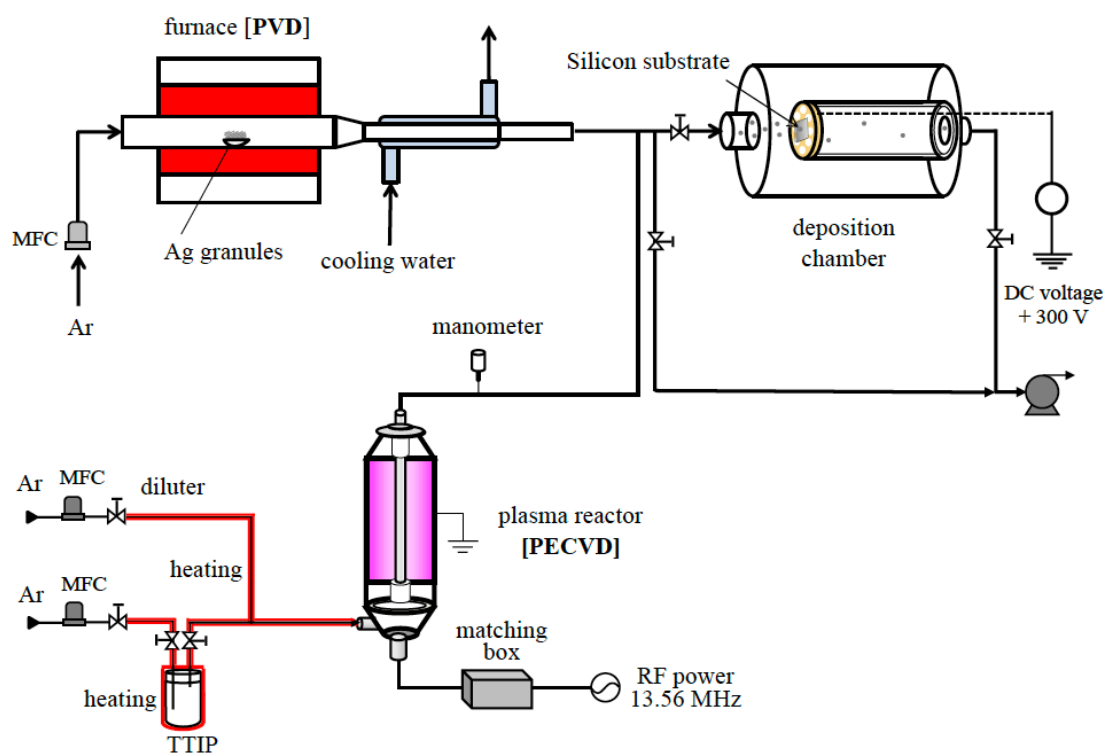 furnace [PVD]
Silicon substrate
MFC
Ag granules
cooling water
deposition
chamber
Ar
DC voltage
+ 300 V
manometer
Ar
MFC
diluter
plasma reactor
[PECVD]
heating
Ar
MFC
matching
box
RF power
13.56 MHz
heating
TTIP